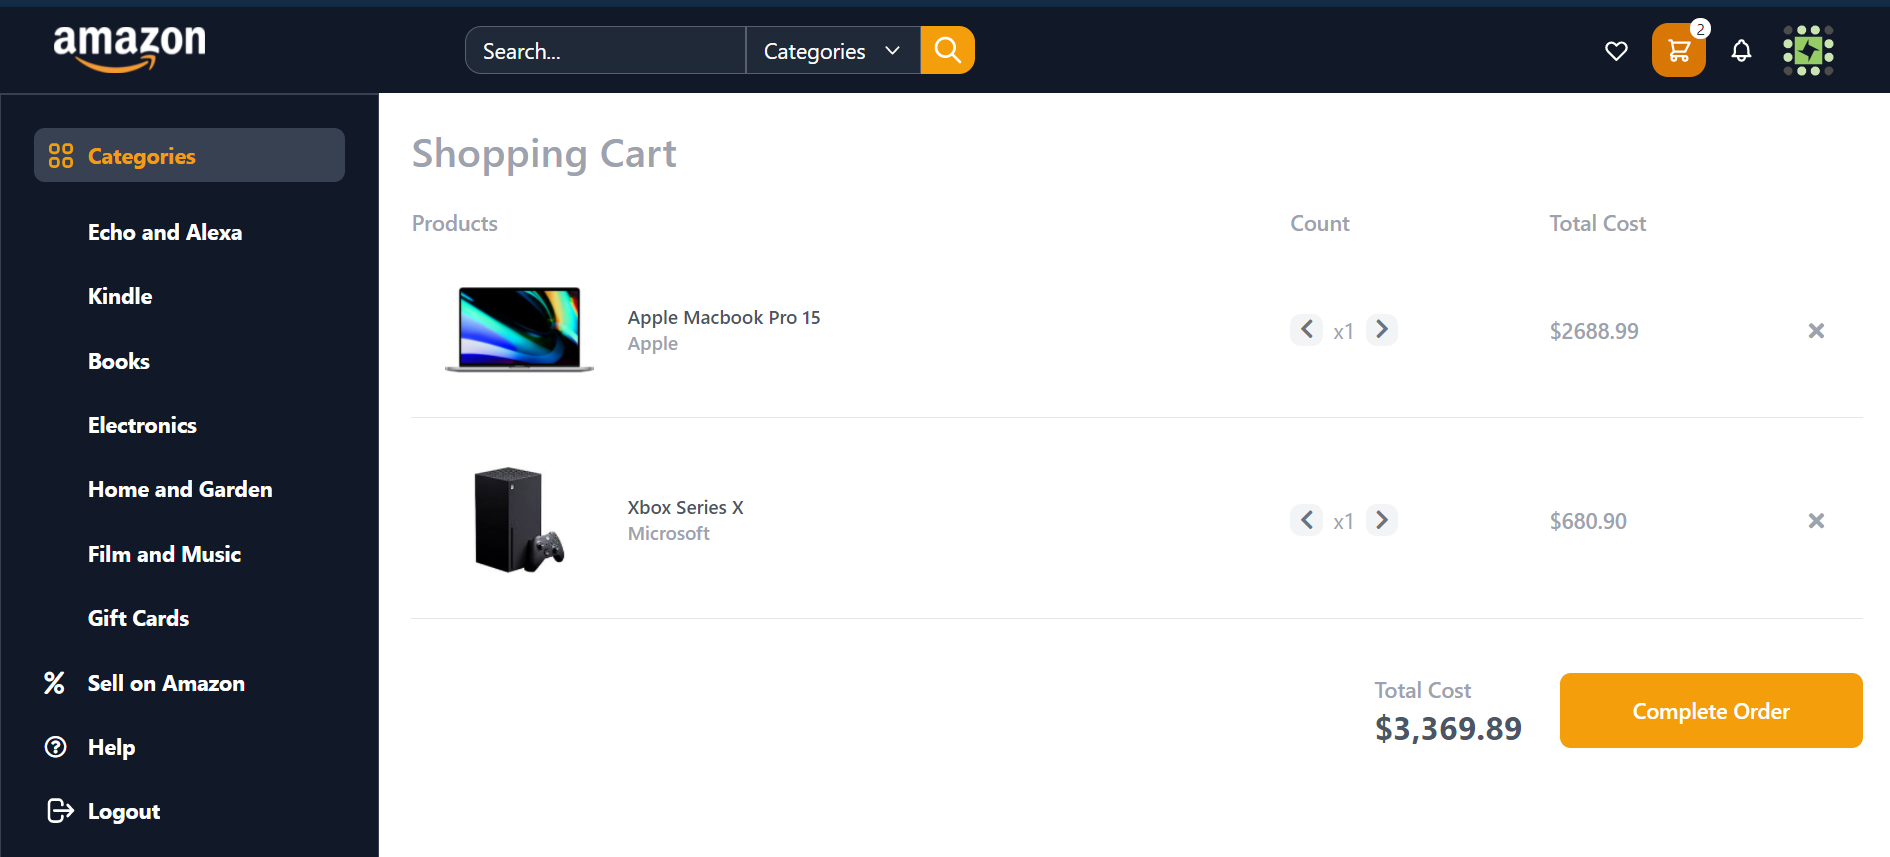 amazon
Search...
Categories
2
Categories
Echo and Alexa
Kindle
Books
Electronics
Home and Garden
Film and Music
Gift Cards
Sell on Amazon
Help
Logout
Shopping Cart
Products Count Total Cost
Apple Macbook Pro 15
Apple
x1
$2688.99
Xbox Series X
Microsoft
x1
$680.90
Total Cost
$3,369.89
Complete Order